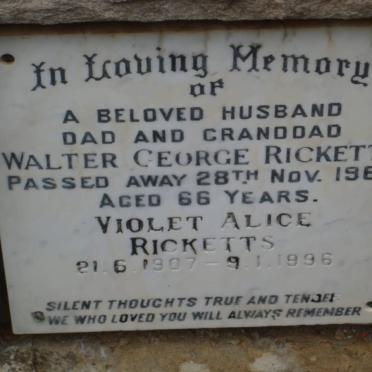 In Loving Memory
OF
A BELOVED HUSBAND
DAD AND GRANDDAD
WALTER GEORGE RICKETT
PASSED AWAY 28TH NOV. 196
AGED 66 YEARS.
VIOLET ALICE
RICKETTS
21.6.1907 - 9.1.1996
SILENT THOUGHTS TRUE AND TENDER
WE WHO LOVED YOU WILL ALWAYS REMEMBER